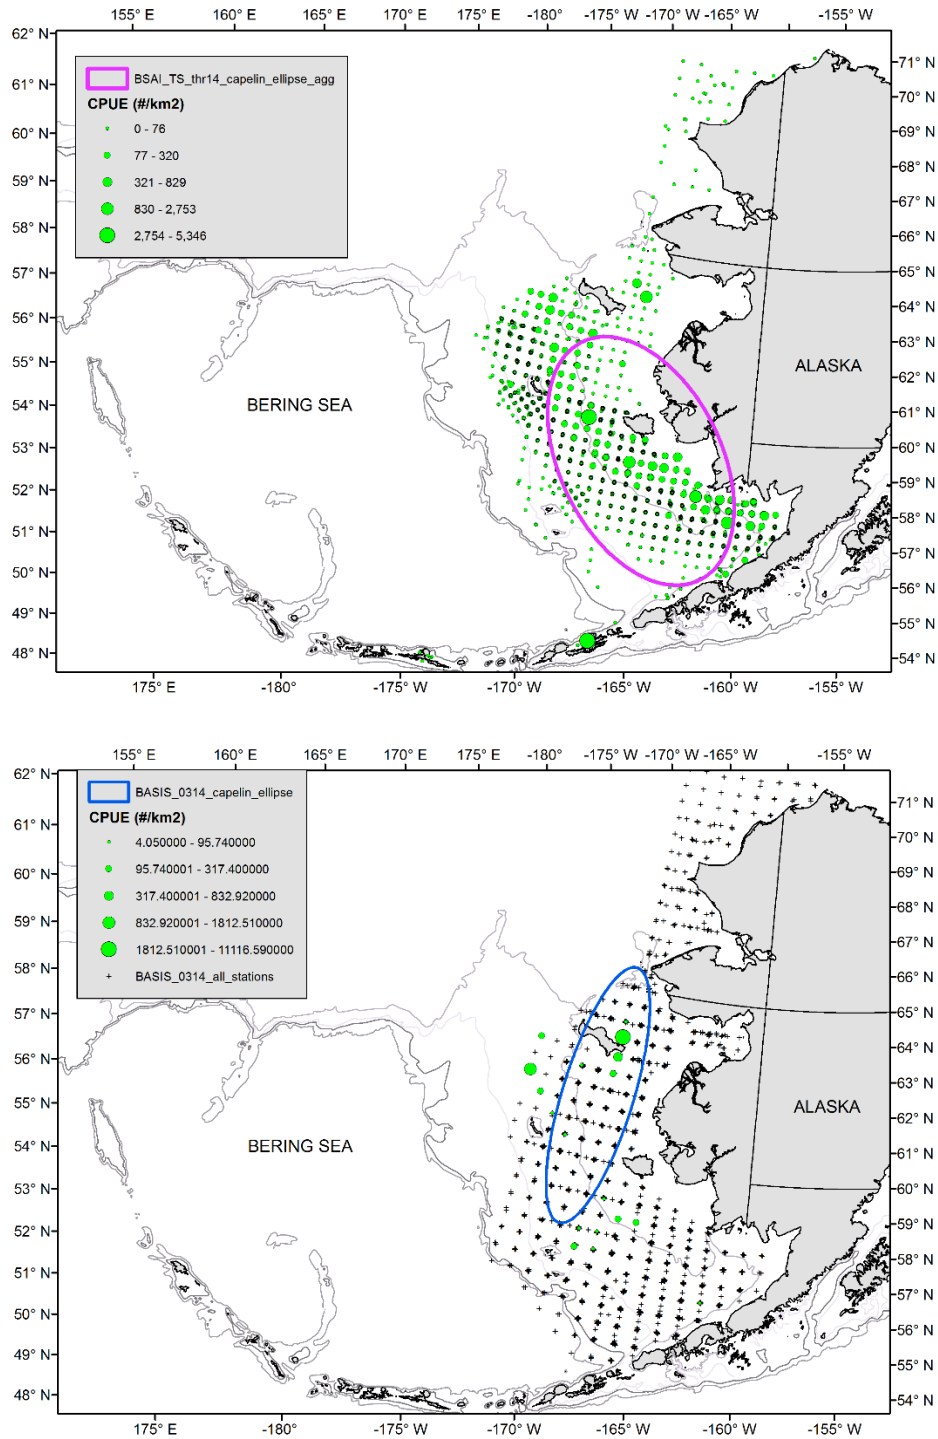 155° E 160° E 165° E 170° E 175° E -180° -175° W -170° W -165° W -155° W
62° N
61° N
60° N
59° N
58° N
57° N
56° N
55° N
54° N
53° N
52° N
51° N
50° N
49° N
48° N
BSAI_TS_thr14_capelin_ellipse_agg
CPUE (#/km2)
0 - 76
77 - 320
321 - 829
830 - 2,753
2,754 - 5,346
BERING SEA
ALASKA
71° N
70° N
69° N
68° N
67° N
66° N
65° N
64° N
63° N
62° N
61° N
60° N
59° N
58° N
57° N
56° N
55° N
54° N
175° E -180° -170° W -165° W -160° W -155° W
155° E 160° E 165° E 170° E 175° E -180° -175° W -170° W -165° W -155° W
62° N
61° N
60° N
59° N
58° N
57° N
56° N
55° N
54° N
53° N
52° N
51° N
50° N
49° N
48° N
BASIS_0314_capelin_ellipse
CPUE (#/km2)
4.050000 - 95.740000
95.740001 - 317.400000
317.400001 - 832.920000
832.920001 - 1812.510000
1812.510001 - 11116.590000
BASIS_0314_all_stations
BERING SEA
ALASKA
71° N
70° N
69° N
68° N
67° N
66° N
65° N
64° N
63° N
62° N
61° N
60° N
59° N
58° N
57° N
56° N
55° N
54° N
175° E -180° -175° W -170° W -165° W -160° W -155° W